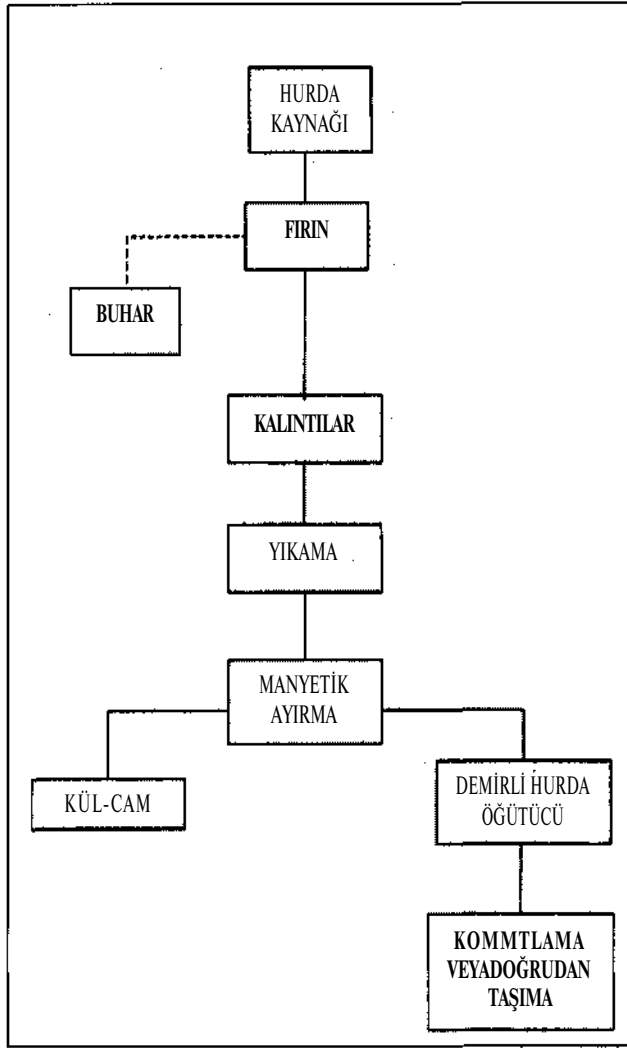 HURDA
KAYNAĞI
FIRIN
BUHAR
KALINTILAR
YIKAMA
MANYETİK
AYIRMA
KÜL-CAM
DEMİRLİ HURDA
ÖĞÜTÜCÜ
KOMMTLAMA
VEYADOĞRUDAN
TAŞIMA